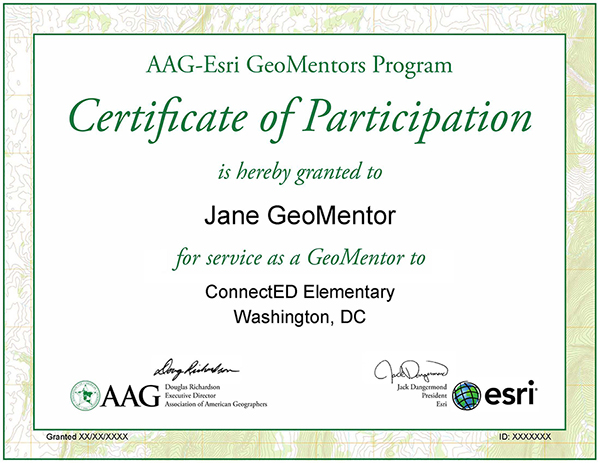 AAG-Esri GeoMentors Program
Certificate of Participation
is hereby granted to
Jane GeoMentor
for service as a GeoMentor to
ConnectED Elementary
Washington, DC
Doug Richardson
AAG
Douglas Richardson
Executive Director
Association of American Geographers
Jack Dangermond
Jack Dangermond
President
Esri
esri
Granted XX/XX/XXXX
ID: XXXXXXX